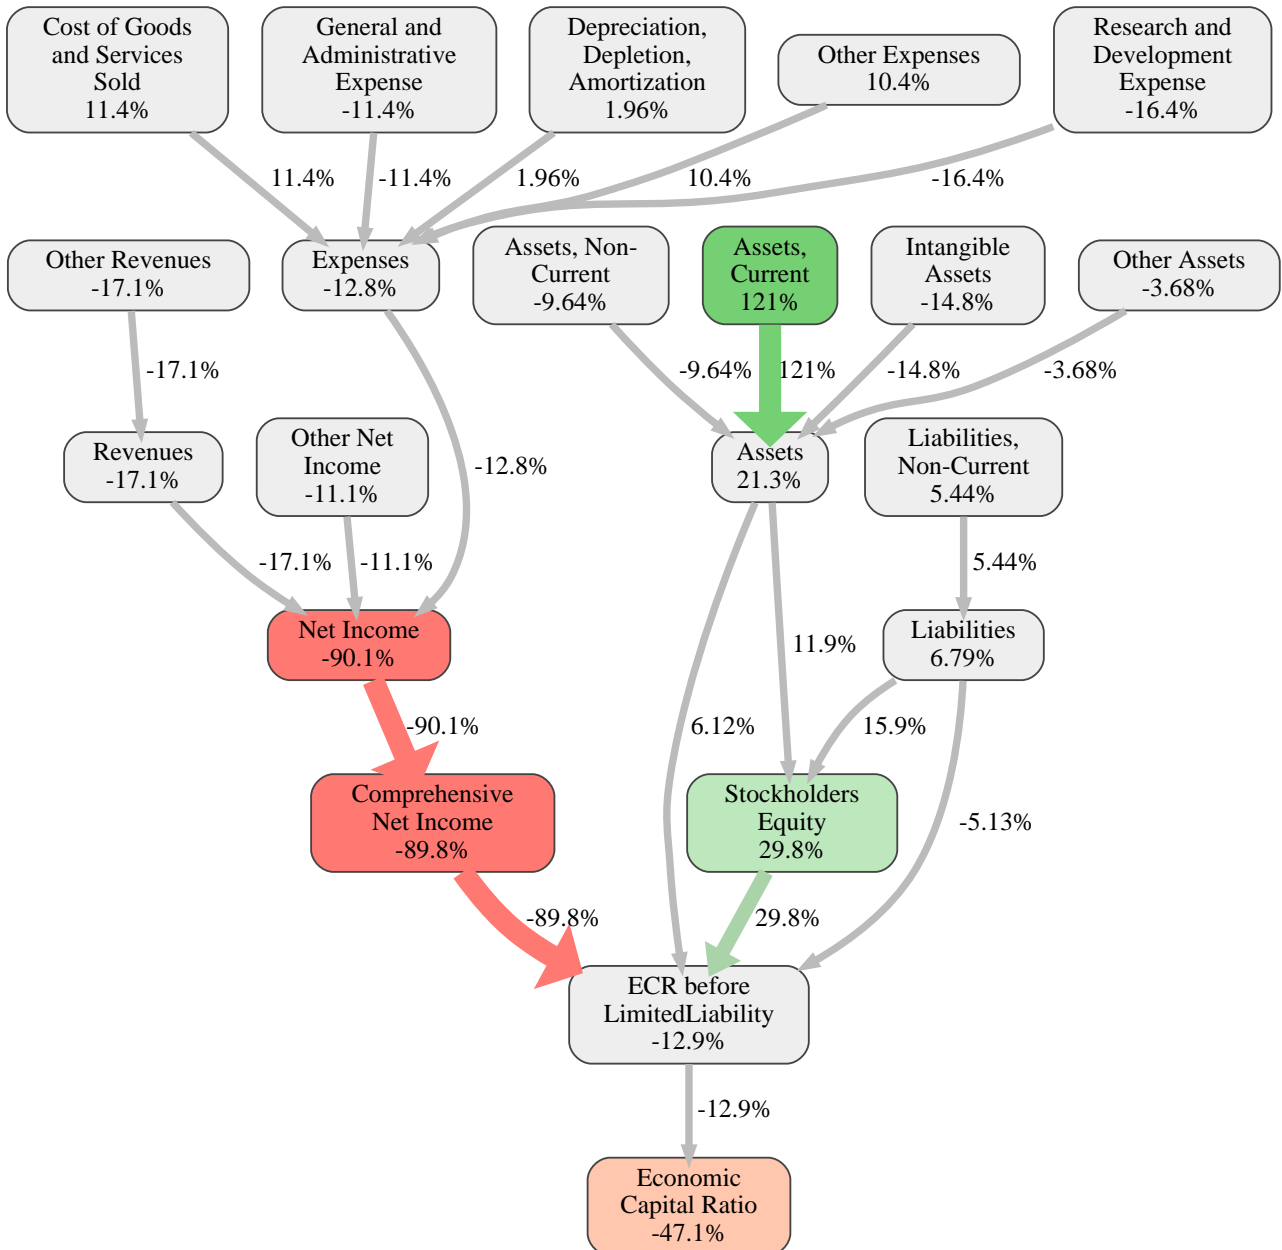 Cost of Goods
and Services
Sold
11.4%
General and
Administrative
Expense
-11.4%
Depreciation,
Depletion,
Amortization
1.96%
Other Expenses
10.4%
Research and
Development
Expense
-16.4%
11.4%
-11.4%
1.96%
10.4%
-16.4%
Other Revenues
-17.1%
Expenses
-12.8%
Assets, Non-
Current
-9.64%
Assets,
Current
121%
Intangible
Assets
-14.8%
Other Assets
-3.68%
-17.1%
-9.64%
121%
-14.8%
-3.68%
Revenues
-17.1%
Other Net
Income
-11.1%
-12.8%
Assets
21.3%
Liabilities,
Non-Current
5.44%
-17.1%
-11.1%
5.44%
Net Income
-90.1%
11.9%
Liabilities
6.79%
-90.1%
6.12%
15.9%
Comprehensive
Net Income
-89.8%
Stockholders
Equity
29.8%
-5.13%
-89.8%
29.8%
ECR before
LimitedLiability
-12.9%
-12.9%
Economic
Capital Ratio
-47.1%